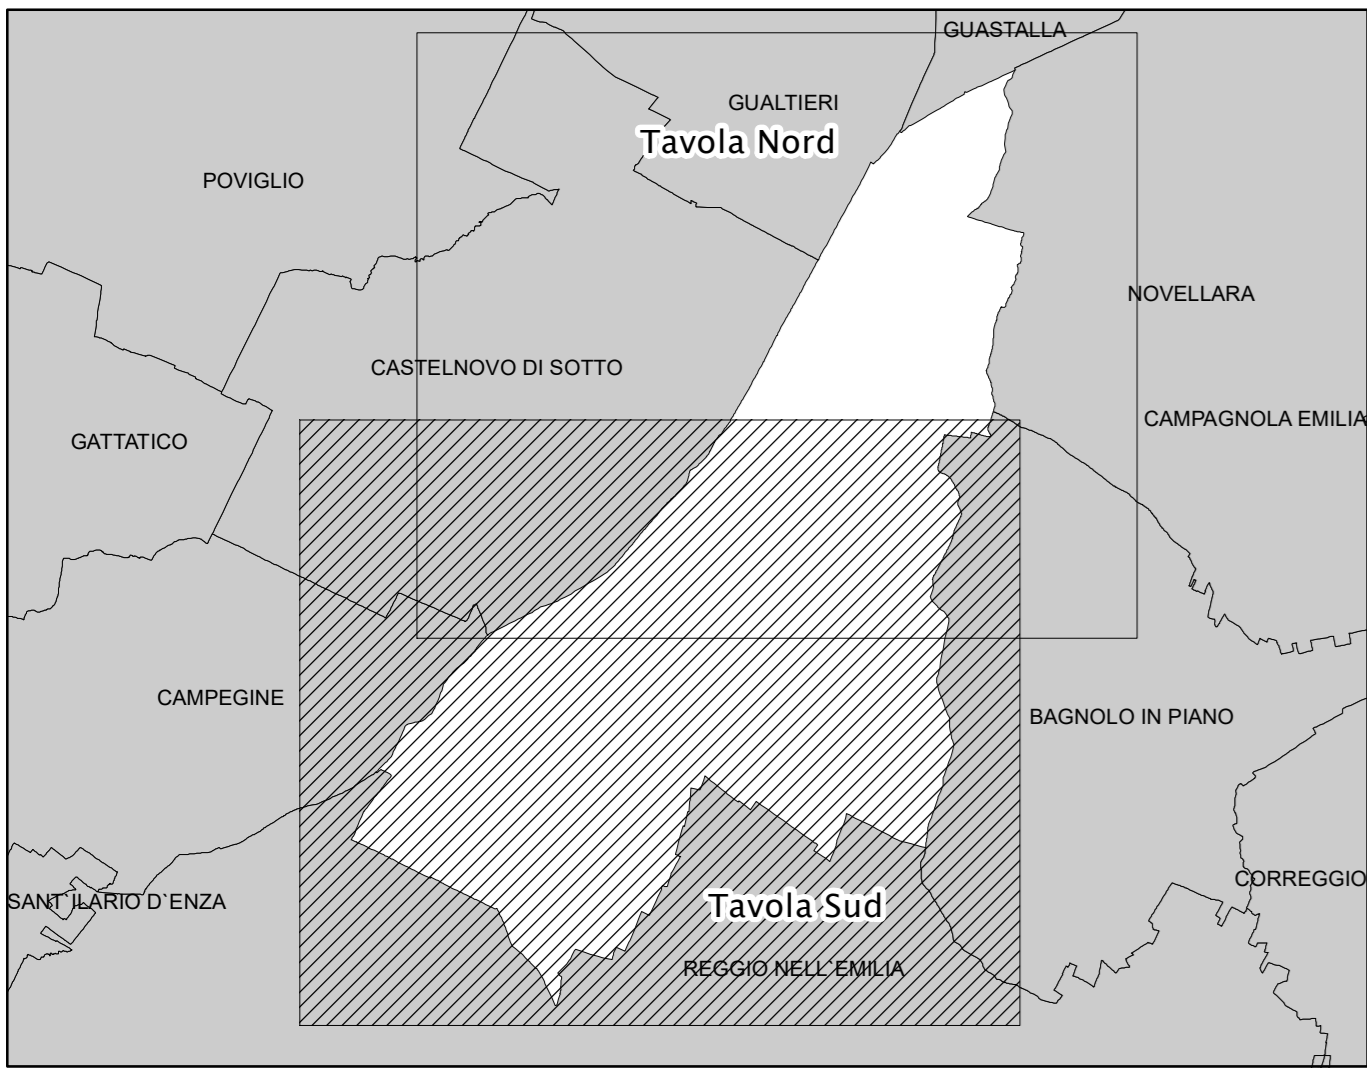 GUASTALLA
GUALTIERI
Tavola Nord
POVIGLIO
NOVELLARA
CASTELNOVO DI SOTTO
CAMPAGNOLA EMILIA
GATTATICO
CAMPEGINE
BAGNOLO IN PIANO
CORREGGIO
SANT`ILARIO D`ENZA
Tavola Sud
REGGIO NELL`EMILIA